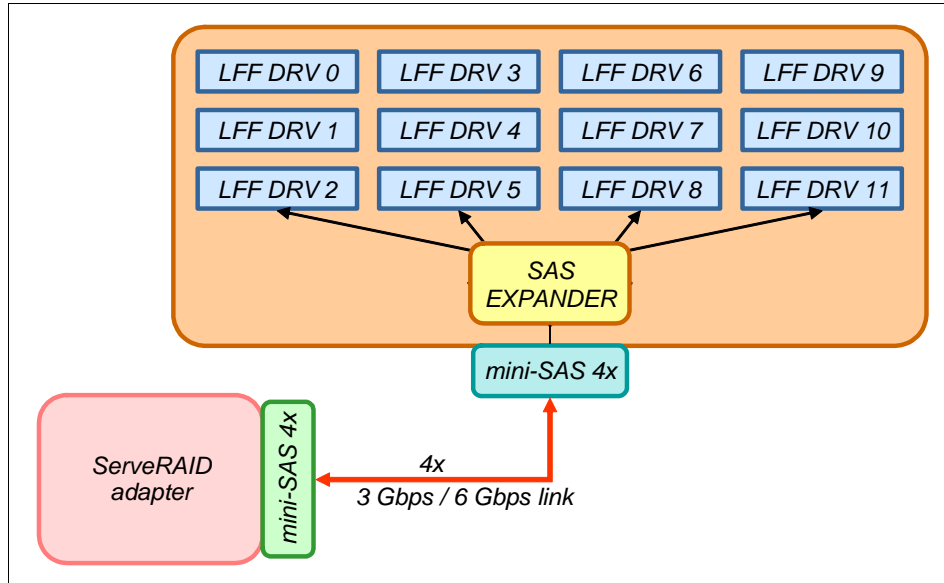 LFF DRV 0 LFF DRV 3 LFF DRV 6 LFF DRV 9
LFF DRV 1 LFF DRV 4 LFF DRV 7 LFF DRV 10
LFF DRV 2 LFF DRV 5 LFF DRV 8 LFF DRV 11
SAS
EXPANDER
mini-SAS 4x
ServeRAID
adapter
mini-SAS 4x
4x
3 Gbps / 6 Gbps link